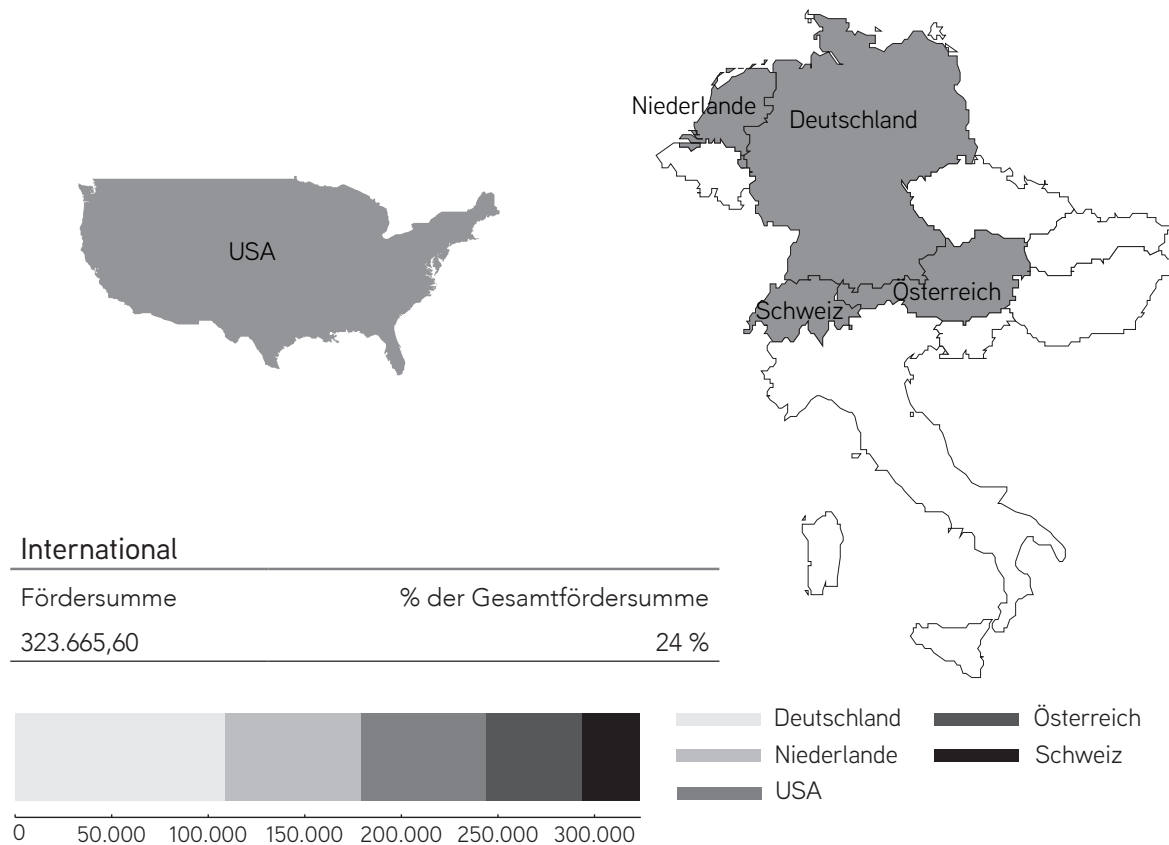 Niederlande
Deutschland
USA
Österreich
Schweiz
International
Fördersumme % der Gesamtfördersumme
323.665,60 24 %
Deutschland Österreich
Niederlande Schweiz
USA
0 50.000 100.000 150.000 200.000 250.000 300.000